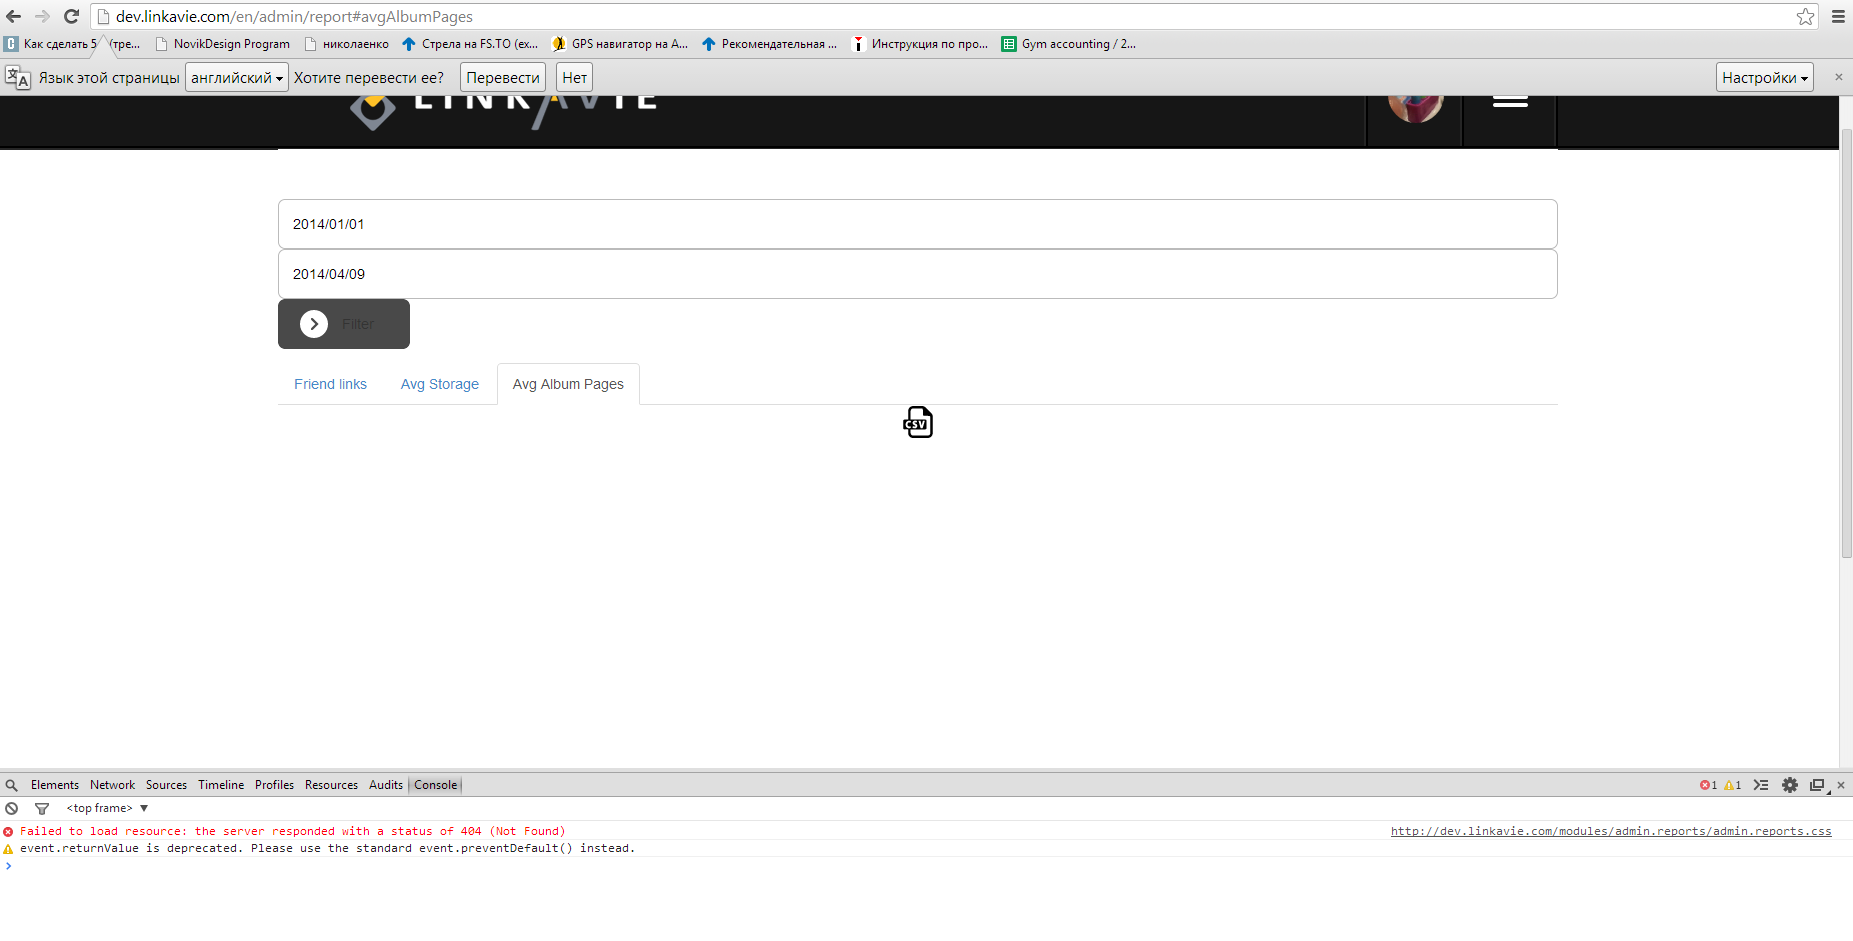 dev.linkavie.com/en/admin/report#avgAlbumPages
Как сделать 5 (тре... NovikDesign Program николаенко Стрела на FS.TO (ex... GPS навигатор на A... Рекомендательная ... Инструкция по про... Gym accounting / 2...
Язык этой страницы английский Хотите перевести ее? Перевести Нет Настройки
LINKAVIE
2014/01/01
2014/04/09
Filter
Friend links Avg Storage Avg Album Pages
CSV
Elements Network Sources Timeline Profiles Resources Audits Console 1 1
<top frame>
Failed to load resource: the server responded with a status of 404 (Not Found) http://dev.linkavie.com/modules/admin.reports/admin.reports.css
event.returnValue is deprecated. Please use the standard event.preventDefault() instead.